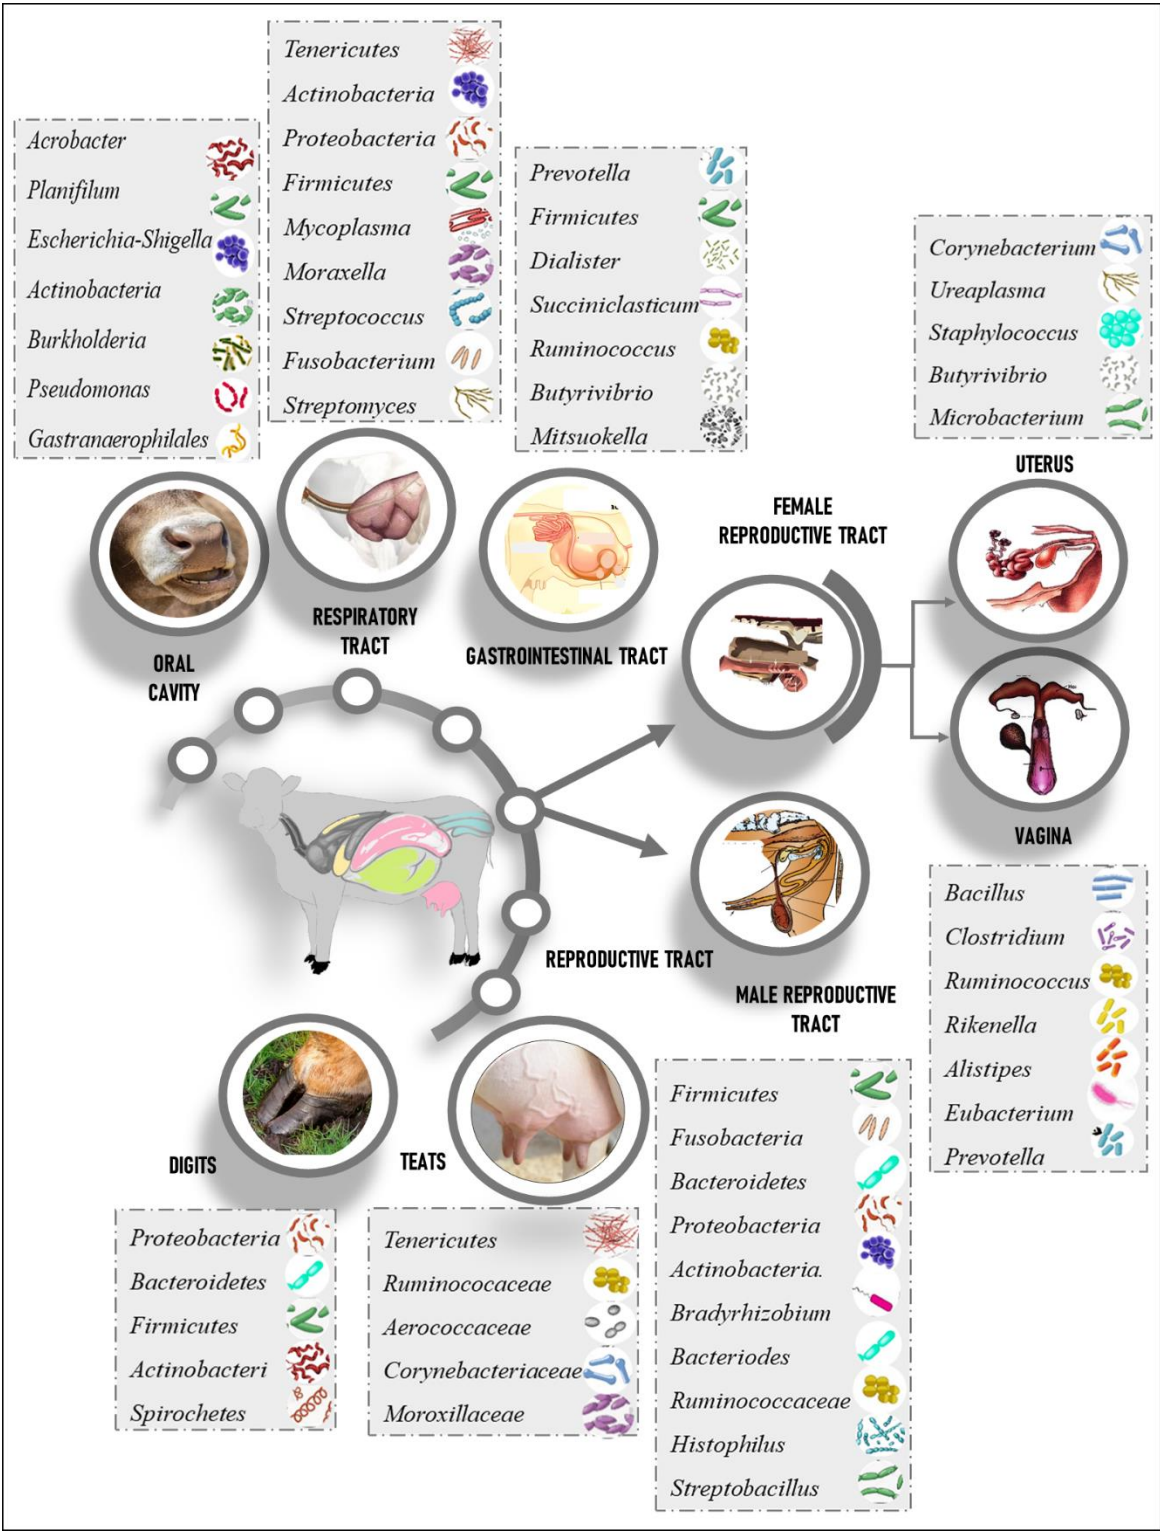 Acrobacter
Planifilum
Escherichia-Shigella
Actinobacteria
Burkholderia
Pseudomonas
Gastranaerophilales
ORAL
CAVITY
Tenericutes
Actinobacteria
Proteobacteria
Firmicutes
Mycoplasma
Moraxella
Streptococcus
Fusobacterium
Streptomyces
RESPIRATORY
TRACT
Prevotella
Firmicutes
Dialister
Succiniclasticum
Ruminococcus
Butyrivibrio
Mitsuokella
GASTROINTESTINAL TRACT
FEMALE
REPRODUCTIVE TRACT
Corynebacterium
Ureaplasma
Staphylococcus
Butyrivibrio
Microbacterium
UTERUS
VAGINA
Bacillus
Clostridium
Ruminococcus
Rikenella
Alistipes
Eubacterium
Prevotella
REPRODUCTIVE TRACT
MALE REPRODUCTIVE
TRACT
Firmicutes
Fusobacteria
Bacteroidetes
Proteobacteria
Actinobacteria.
Bradyrhizobium
Bacteriodes
Ruminococcaceae
Histophilus
Streptobacillus
DIGITS
Proteobacteria
Bacteroidetes
Firmicutes
Actinobacteri
Spirochetes
TEATS
Tenericutes
Ruminococaceae
Aerococcaceae
Corynebacteriaceae
Moroxillaceae